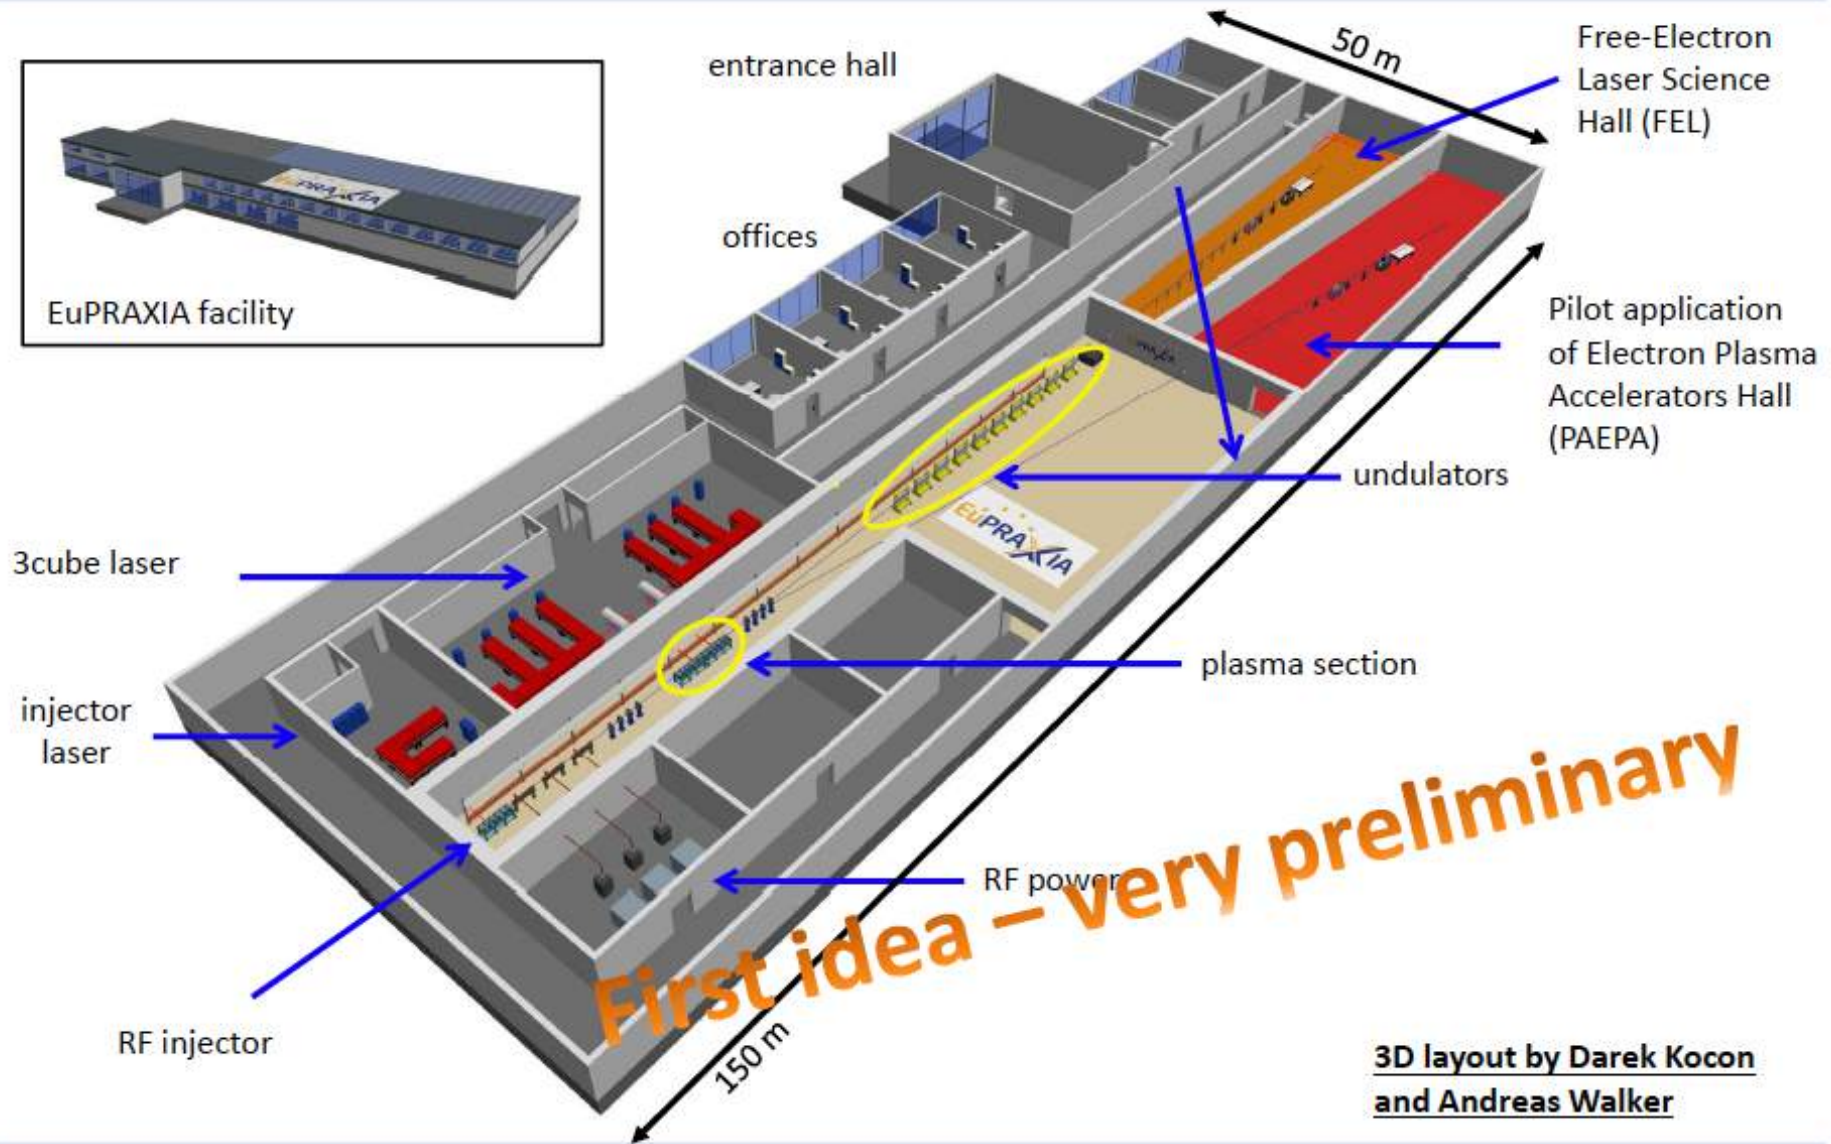 50 m
Free-Electron
Laser Science
Hall (FEL)
entrance hall
EuPRAXIA
EuPRAXIA facility
offices
Pilot application
of Electron Plasma
Accelerators Hall
(PAEPA)
undulators
EuPRAXIA
3cube laser
plasma section
injector
laser
RF power
First idea – very preliminary
RF injector
150 m
3D layout by Darek Kocon
and Andreas Walker